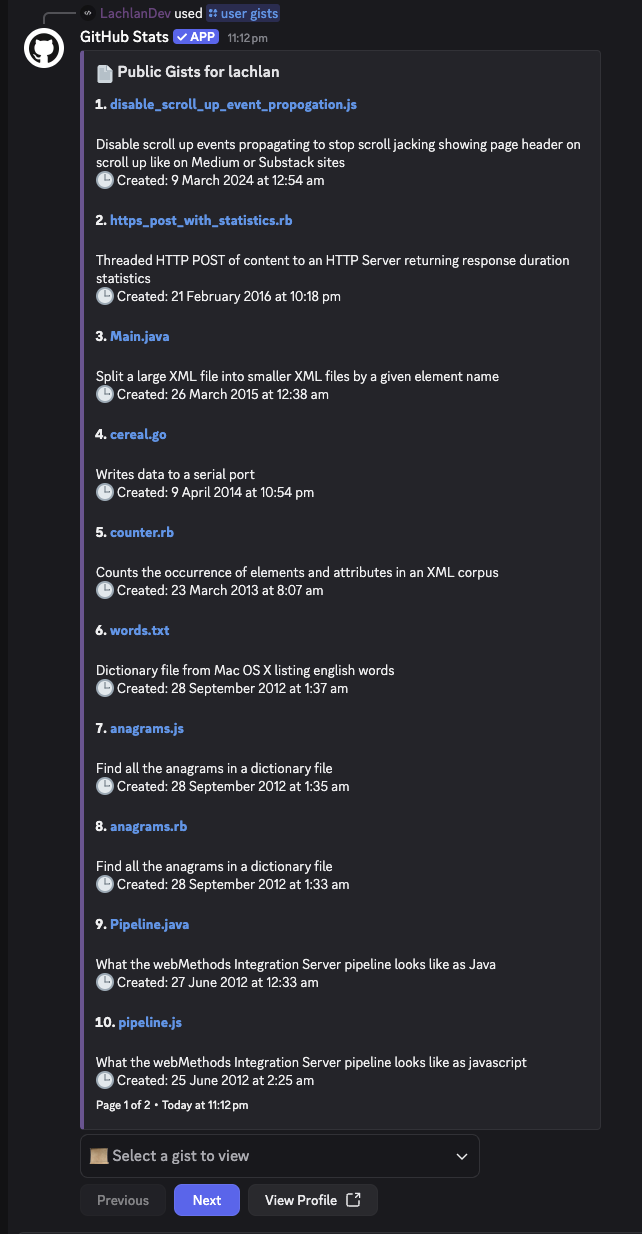 LachlanDev used user gists
GitHub Stats ✓ APP 11:12 pm
Public Gists for lachlan
1. disable_scroll_up_event_propogation.js
Disable scroll up events propagating to stop scroll jacking showing page header on
scroll up like on Medium or Substack sites
Created: 9 March 2024 at 12:54 am
2. https_post_with_statistics.rb
Threaded HTTP POST of content to an HTTP Server returning response duration
statistics
Created: 21 February 2016 at 10:18 pm
3. Main.java
Split a large XML file into smaller XML files by a given element name
Created: 26 March 2015 at 12:38 am
4. cereal.go
Writes data to a serial port
Created: 9 April 2014 at 10:54 pm
5. counter.rb
Counts the occurrence of elements and attributes in an XML corpus
Created: 23 March 2013 at 8:07 am
6. words.txt
Dictionary file from Mac OS X listing english words
Created: 28 September 2012 at 1:37 am
7. anagrams.js
Find all the anagrams in a dictionary file
Created: 28 September 2012 at 1:35 am
8. anagrams.rb
Find all the anagrams in a dictionary file
Created: 28 September 2012 at 1:33 am
9. Pipeline.java
What the webMethods Integration Server pipeline looks like as Java
Created: 27 June 2012 at 12:33 am
10. pipeline.js
What the webMethods Integration Server pipeline looks like as javascript
Created: 25 June 2012 at 2:25 am
Page 1 of 2 • Today at 11:12 pm
Select a gist to view
Previous Next View Profile